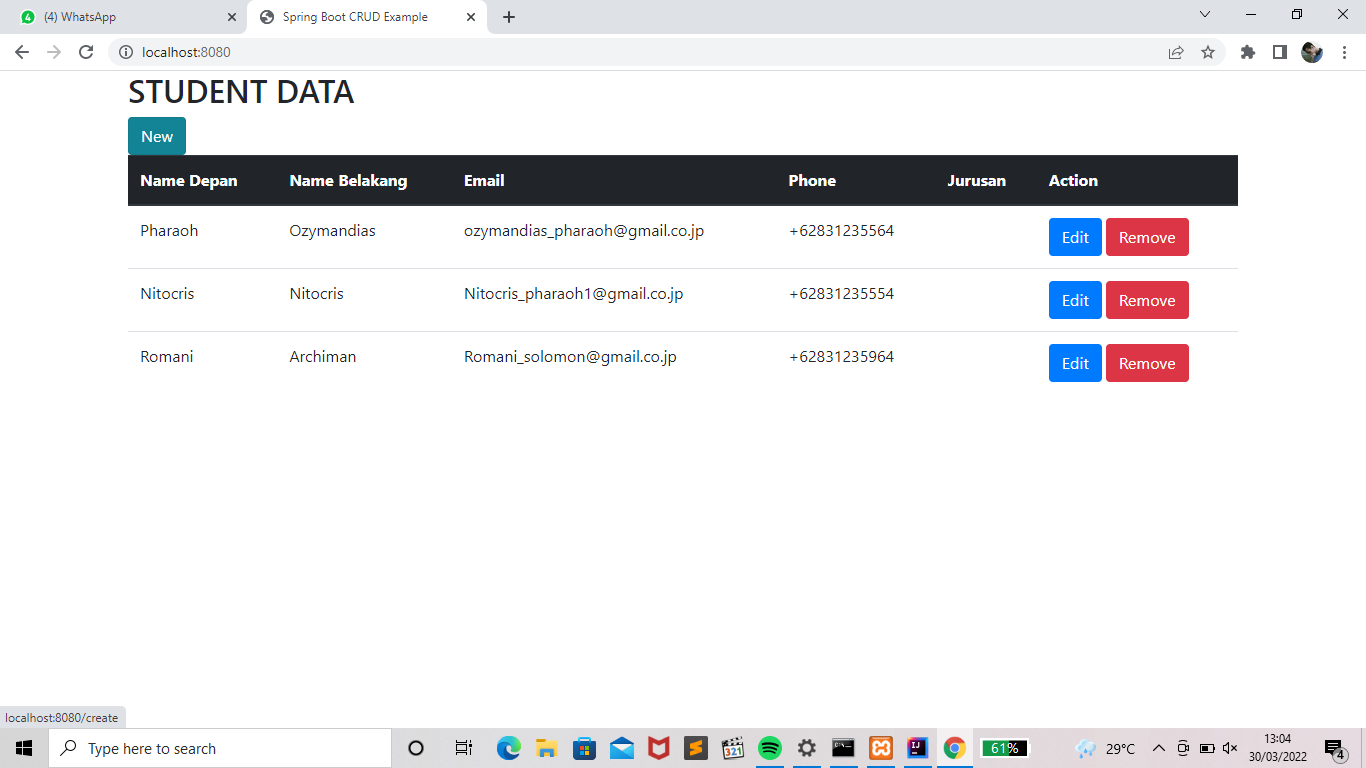 (4) WhatsApp
Spring Boot CRUD Example
localhost:8080
STUDENT DATA
New
Name Depan Name Belakang Email Phone Jurusan Action
Pharaoh Ozymandias ozymandias_pharaoh@gmail.co.jp +62831235564 Edit Remove
Nitocris Nitocris Nitocris_pharaoh1@gmail.co.jp +62831235554 Edit Remove
Romani Archiman Romani_solomon@gmail.co.jp +62831235964 Edit Remove
localhost:8080/create
Type here to search
321
61%
29°C
13:04
30/03/2022
4